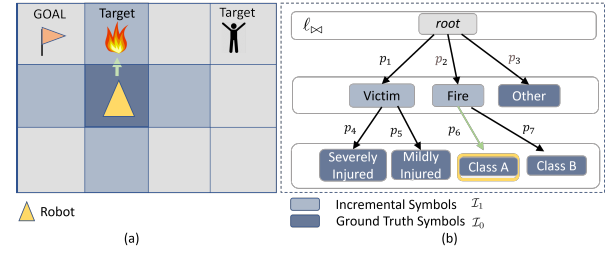 GOAL
Target
Target
Robot
(a)
ℓ⋈
root
p₁
p₂
p₃
Victim
Fire
Other
p₄
p₅
p₆
p₇
Severely
Injured
Mildly
Injured
Class A
Class B
Incremental Symbols ℐ₁
Ground Truth Symbols ℐ₀
(b)